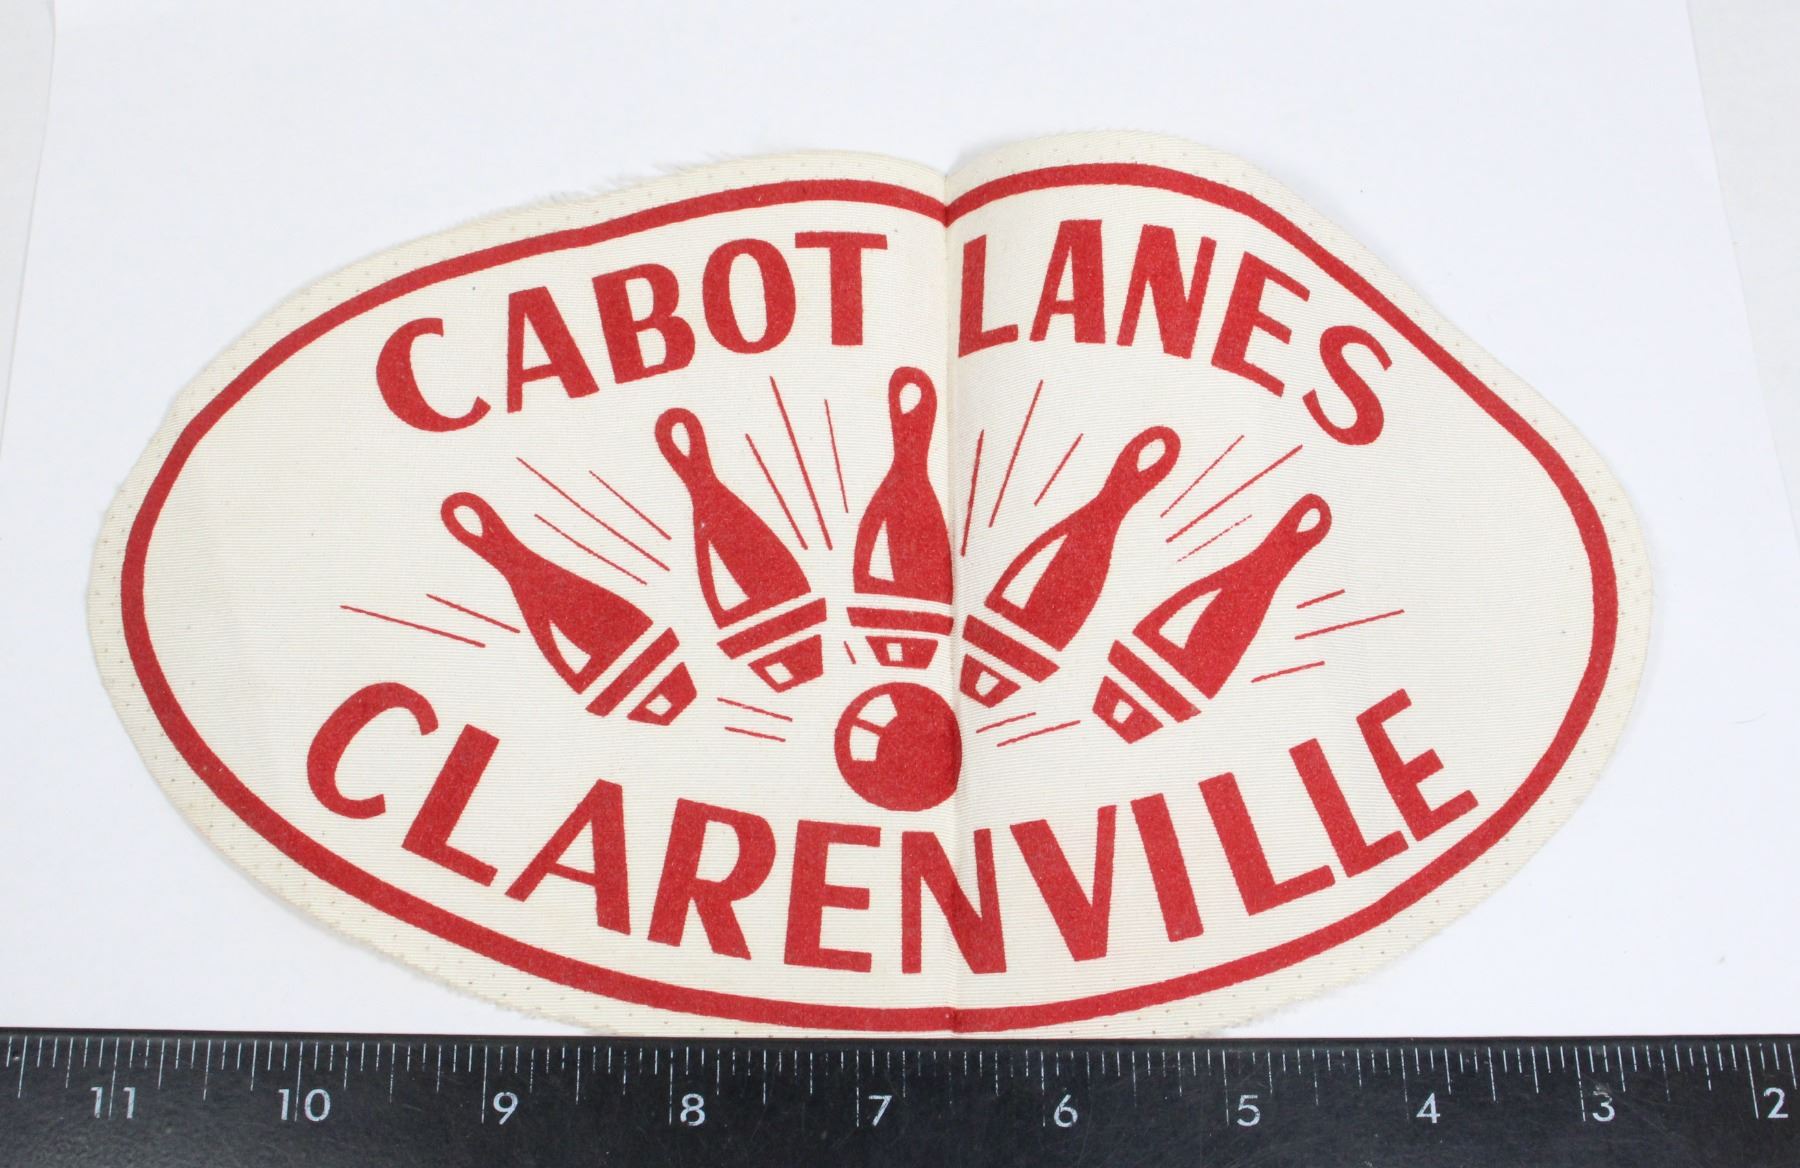 CABOT LANES
CLARENVILLE
11 10 9 8 7 6 5 4 3 2